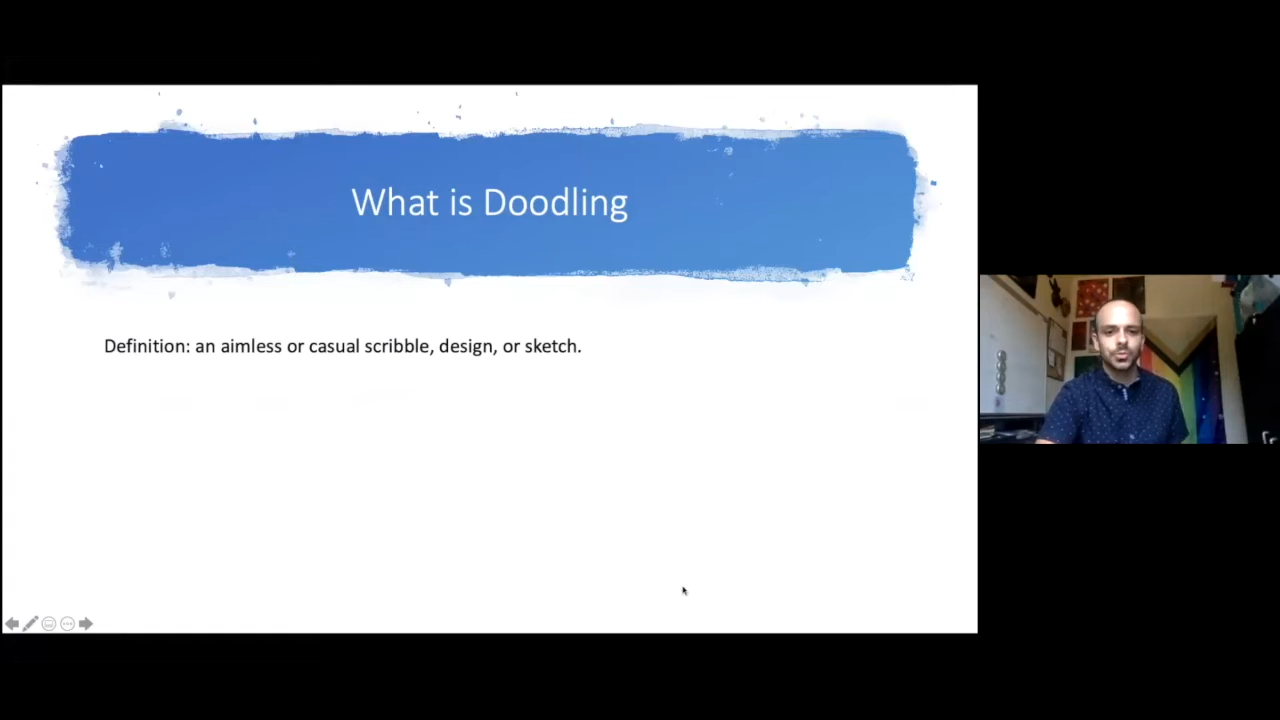 What is Doodling
Definition: an aimless or casual scribble, design, or sketch.